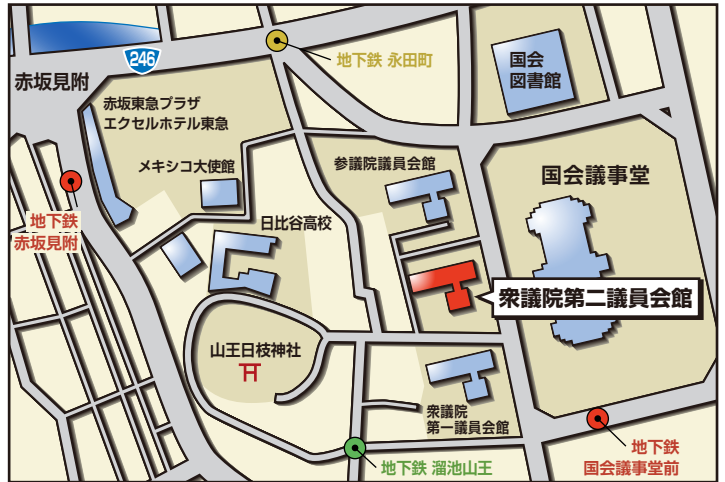 246
地下鉄 永田町
国会
図書館
赤坂見附
赤坂東急プラザ
エクセルホテル東急
メキシコ大使館
参議院議員会館
国会議事堂
地下鉄
赤坂見附
日比谷高校
衆議院第二議員会館
山王日枝神社
衆議院
第一議員会館
地下鉄 溜池山王
地下鉄
国会議事堂前